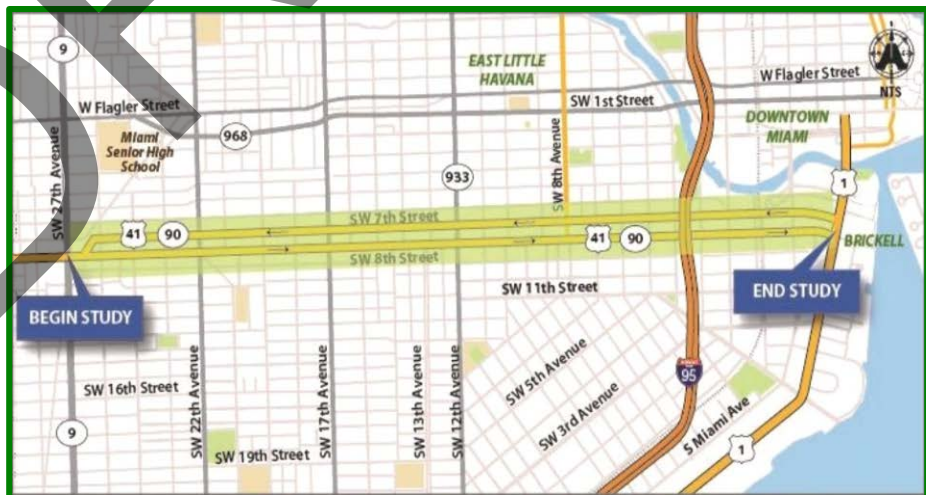 9
EAST LITTLE
HAVANA
W Flagler Street
NTS
W Flagler Street
SW 1st Street
DOWNTOWN
MIAMI
968
Miami
Senior High
School
SW 27th Avenue
933
SW 8th Avenue
1
SW 7th Street
41
90
41
90
BRICKELL
SW 8th Street
SW 11th Street
END STUDY
BEGIN STUDY
SW 16th Street
SW 22th Avenue
SW 17th Avenue
SW 13th Avenue
SW 12th Avenue
SW 5th Avenue
SW 3rd Avenue
95
S Miami Ave
9
SW 19th Street
1